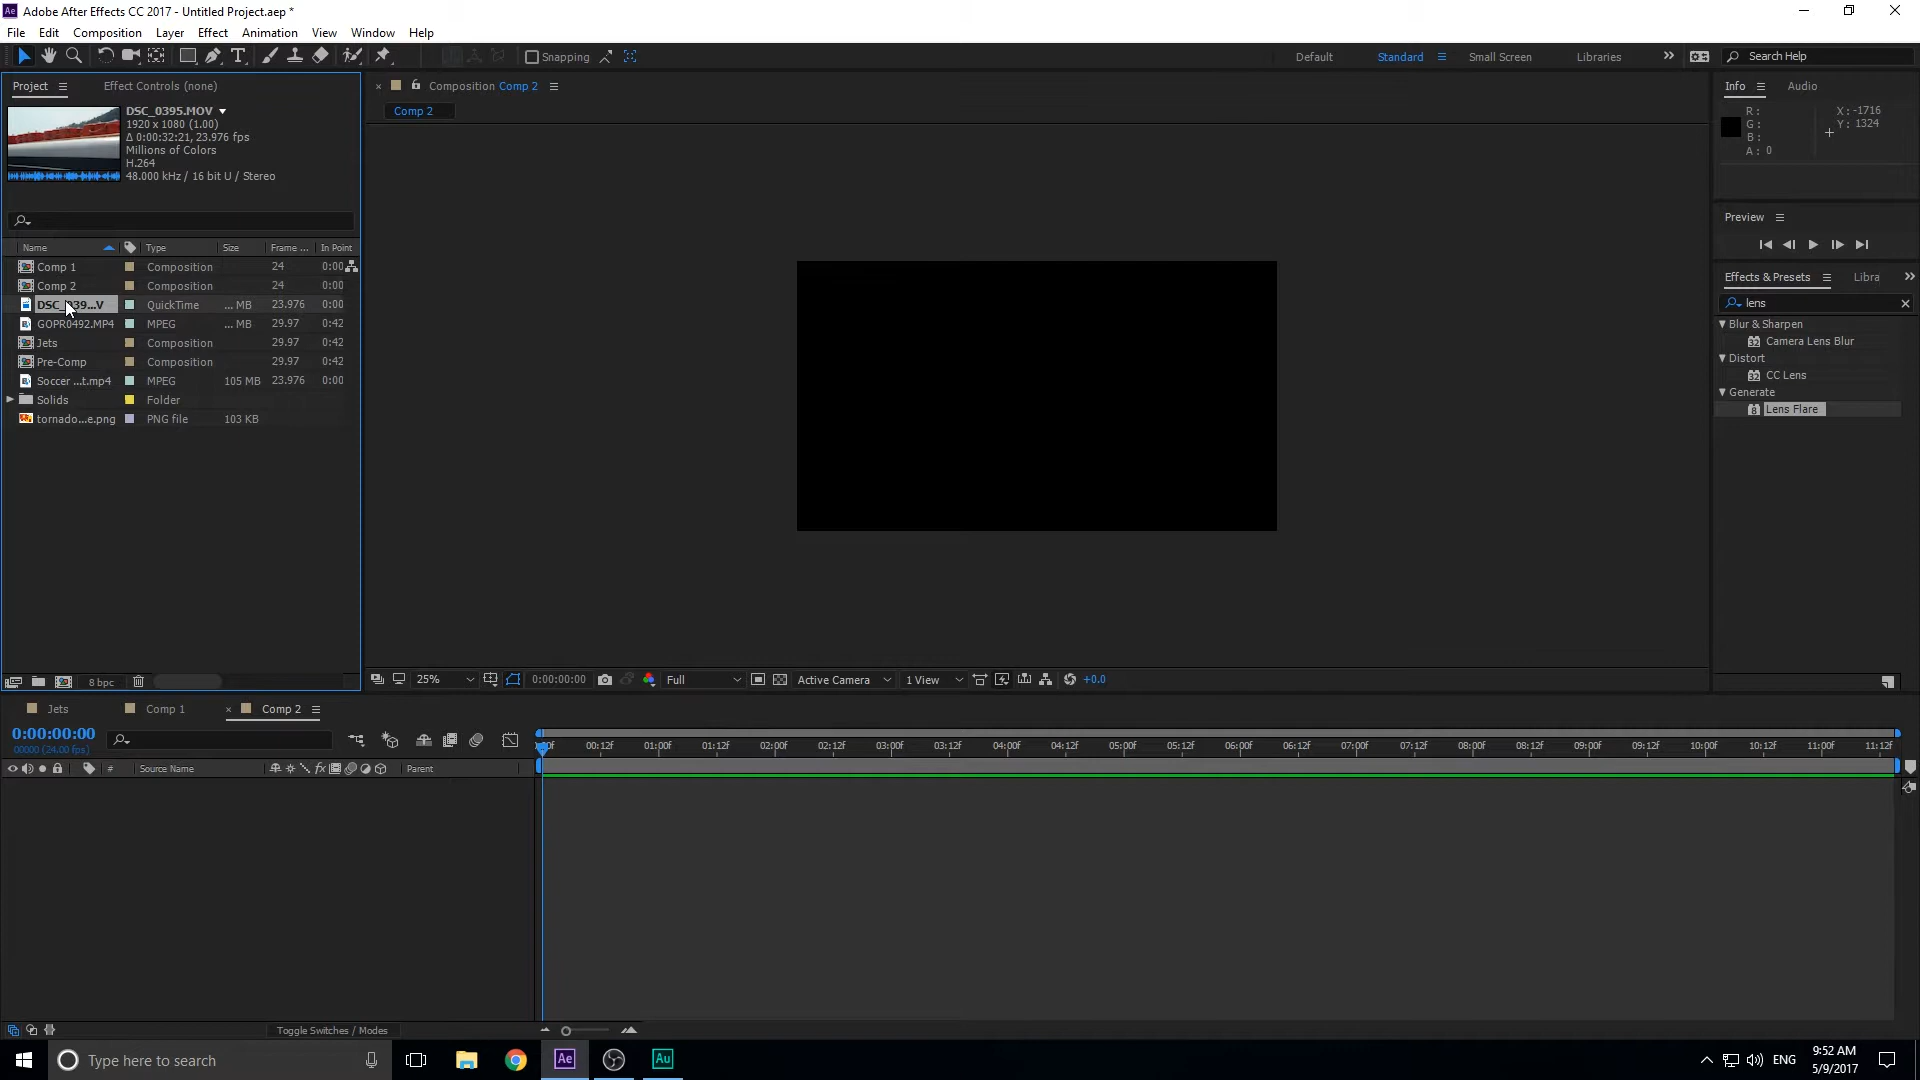 Ae Adobe After Effects CC 2017 - Untitled Project.aep *
File Edit Composition Layer Effect Animation View Window Help
Snapping Default Standard Small Screen Libraries Search Help
Project Effect Controls (none)
DSC_0395.MOV
1920 x 1080 (1.00)
Δ 0:00:32:21, 23.976 fps
Millions of Colors
H.264
48.000 kHz / 16 bit U / Stereo
Name Type Size Frame ... In Point
Comp 1 Composition 24 0:00
Comp 2 Composition 24 0:00
DSC_039...V QuickTime ... MB 23.976 0:00
GOPR0492.MP4 MPEG ... MB 29.97 0:42
Jets Composition 29.97 0:42
Pre-Comp Composition 29.97 0:42
Soccer ...t.mp4 MPEG 105 MB 23.976 0:00
Solids Folder
tornado...e.png PNG file 103 KB
8 bpc
Composition Comp 2
Comp 2
25% 0:00:00:00 Full Active Camera 1 View +0.0
Info Audio
R: X: -1716
G: Y: 1324
B:
A: 0
Preview
Effects & Presets Libra
lens
Blur & Sharpen
32 Camera Lens Blur
Distort
32 CC Lens
Generate
8 Lens Flare
Jets Comp 1 Comp 2
0:00:00:00
00000 (24.00 fps)
00f 00:12f 01:00f 01:12f 02:00f 02:12f 03:00f 03:12f 04:00f 04:12f 05:00f 05:12f 06:00f 06:12f 07:00f 07:12f 08:00f 08:12f 09:00f 09:12f 10:00f 10:12f 11:00f 11:12f
# Source Name fx Parent
Toggle Switches / Modes
Type here to search
Ae Au
ENG
9:52 AM
5/9/2017